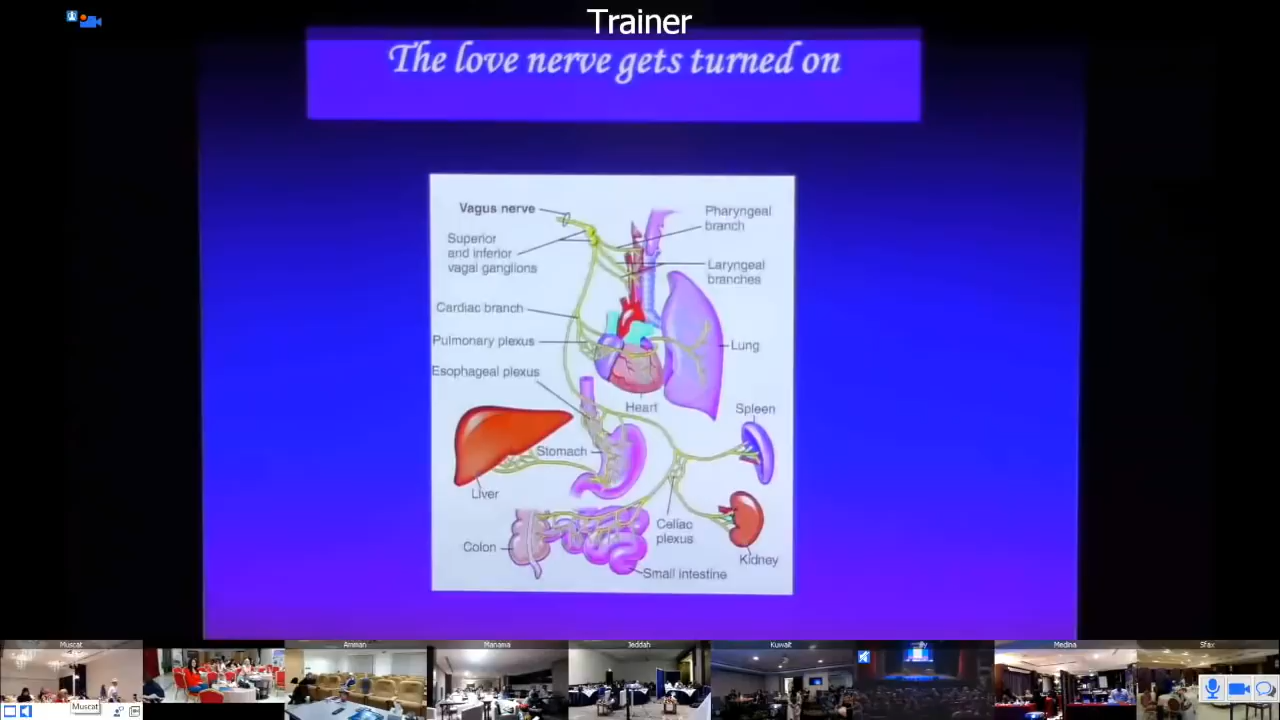 Trainer
The love nerve gets turned on
Vagus nerve
Superior
and inferior
vagal ganglions
Cardiac branch
Pulmonary plexus
Esophageal plexus
Pharyngeal
branch
Laryngeal
branches
Lung
Heart
Spleen
Stomach
Liver
Celiac
plexus
Colon
Kidney
Small intestine
Muscat
Amman
Manama
Jeddah
Kuwait
Medina
Sfax
Muscat